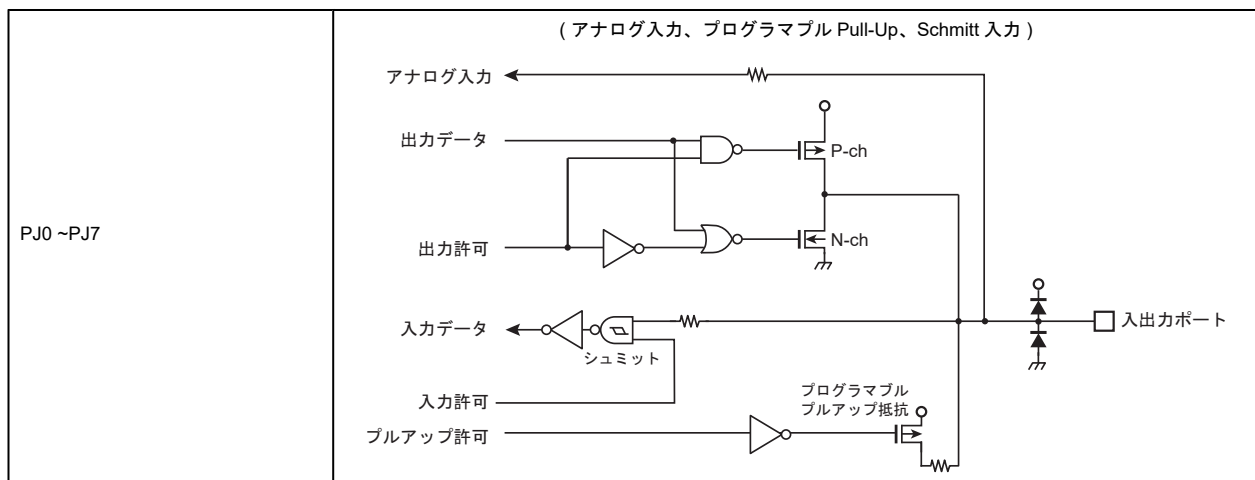 ( アナログ入力、プログラマプル Pull-Up、Schmitt 入力 )
アナログ入力
出力データ
P-ch
PJ0 ~PJ7
出力許可
N-ch
入力データ
シュミット
入出力ポート
入力許可
プログラマブル
プルアップ抵抗
プルアップ許可